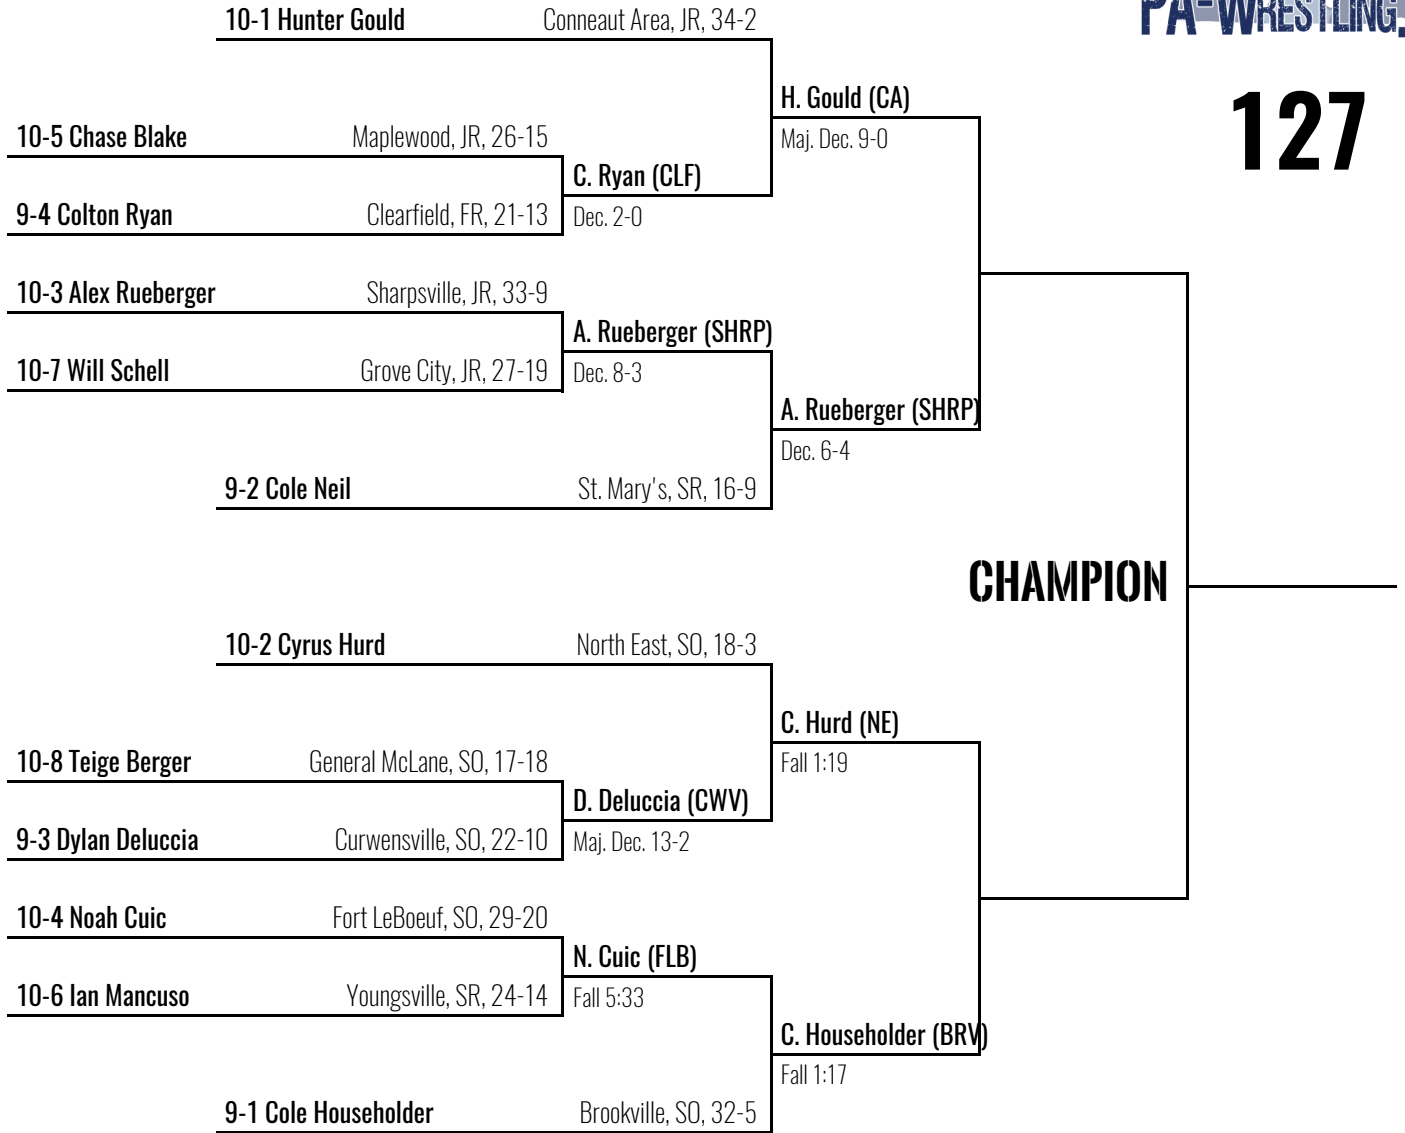 PA-WRESTLING.
127
10-1 Hunter Gould Conneaut Area, JR, 34-2
H. Gould (CA)
Maj. Dec. 9-0
10-5 Chase Blake Maplewood, JR, 26-15
C. Ryan (CLF)
Dec. 2-0
9-4 Colton Ryan Clearfield, FR, 21-13
10-3 Alex Rueberger Sharpsville, JR, 33-9
A. Rueberger (SHRP)
Dec. 8-3
10-7 Will Schell Grove City, JR, 27-19
A. Rueberger (SHRP)
Dec. 6-4
9-2 Cole Neil St. Mary's, SR, 16-9
CHAMPION
10-2 Cyrus Hurd North East, SO, 18-3
C. Hurd (NE)
Fall 1:19
10-8 Teige Berger General McLane, SO, 17-18
D. Deluccia (CWV)
Maj. Dec. 13-2
9-3 Dylan Deluccia Curwensville, SO, 22-10
10-4 Noah Cuic Fort LeBoeuf, SO, 29-20
N. Cuic (FLB)
Fall 5:33
10-6 Ian Mancuso Youngsville, SR, 24-14
C. Householder (BRV)
Fall 1:17
9-1 Cole Householder Brookville, SO, 32-5